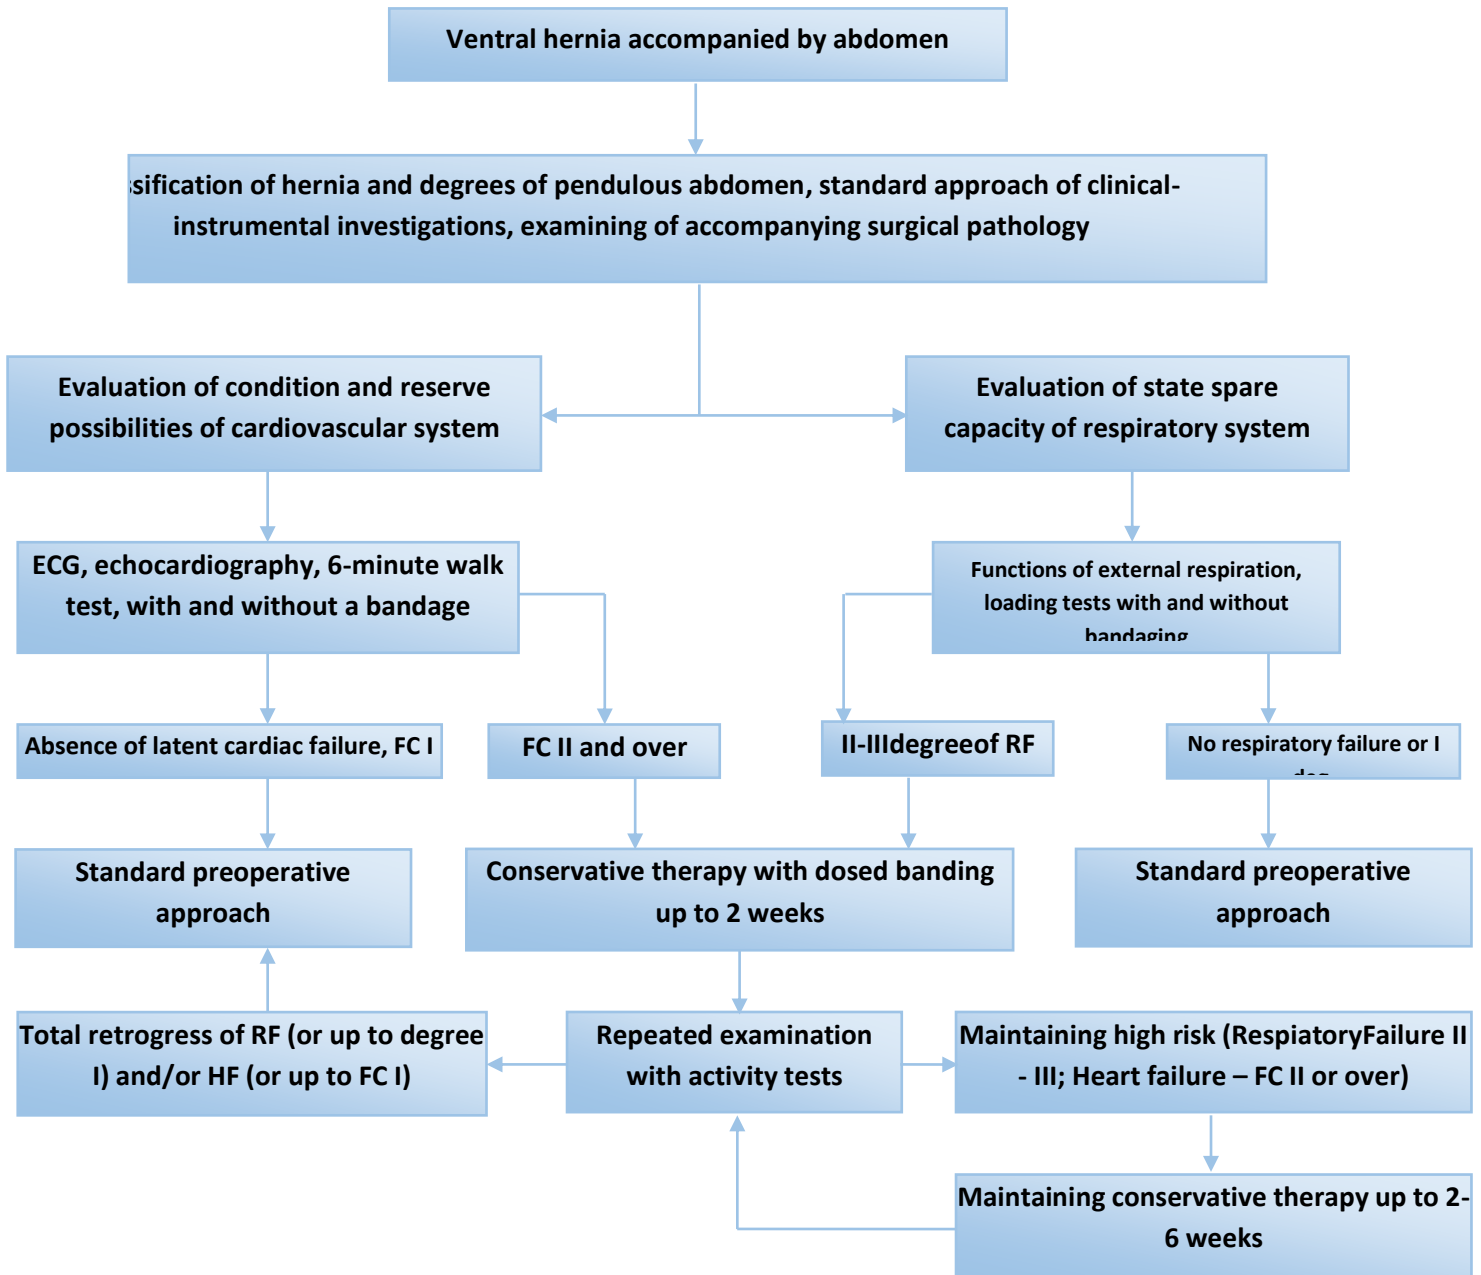 Ventral hernia accompanied by abdomen
ssification of hernia and degrees of pendulous abdomen, standard approach of clinical-
instrumental investigations, examining of accompanying surgical pathology
Evaluation of condition and reserve
possibilities of cardiovascular system
Evaluation of state spare
capacity of respiratory system
ECG, echocardiography, 6-minute walk
test, with and without a bandage
Functions of external respiration,
loading tests with and without
bandaging
Absence of latent cardiac failure, FC I
FC II and over
II-IIIdegreeof RF
No respiratory failure or I
deg
Standard preoperative
approach
Conservative therapy with dosed banding
up to 2 weeks
Standard preoperative
approach
Total retrogress of RF (or up to degree
I) and/or HF (or up to FC I)
Repeated examination
with activity tests
Maintaining high risk (RespiatoryFailure II
- III; Heart failure – FC II or over)
Maintaining conservative therapy up to 2-
6 weeks